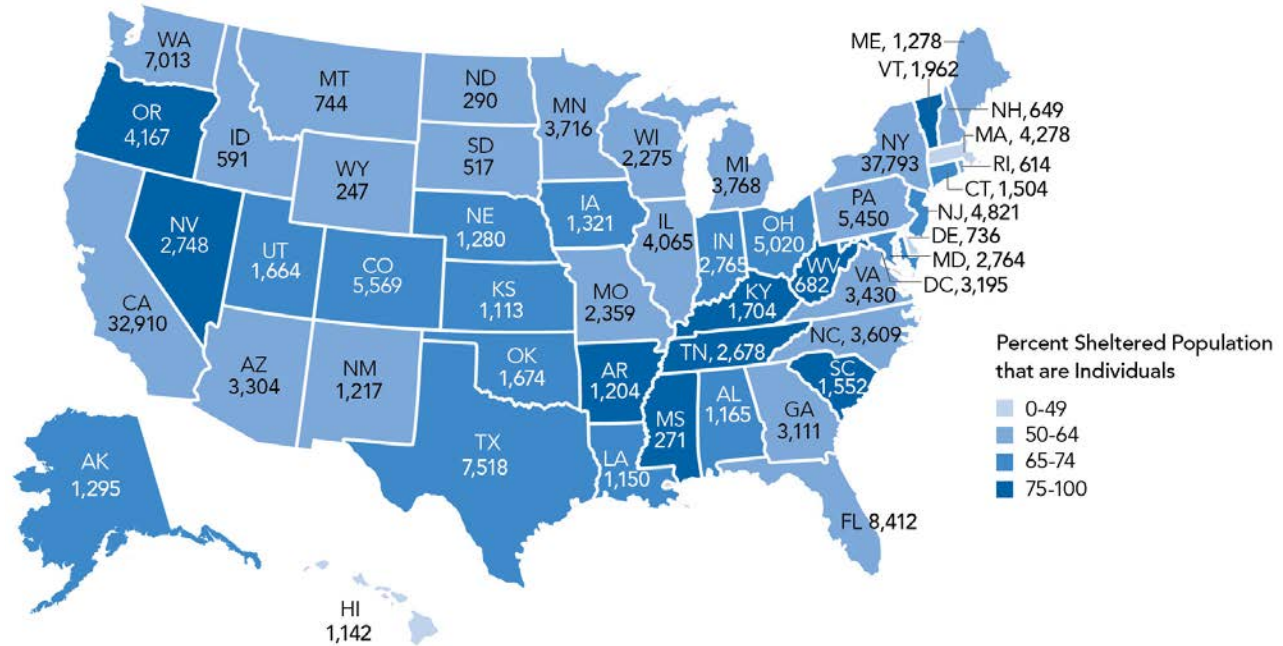 WA
7,013
OR
4,167
CA
32,910
NV
2,748
ID
591
MT
744
WY
247
UT
1,664
AZ
3,304
CO
5,569
NM
1,217
ND
290
SD
517
NE
1,280
KS
1,113
OK
1,674
TX
7,518
MN
3,716
IA
1,321
MO
2,359
AR
1,204
LA
1,150
WI
2,275
IL
4,065
MI
3,768
IN
2,765
OH
5,020
KY
1,704
TN, 2,678
MS
271
AL
1,165
GA
3,111
FL 8,412
SC
1,552
NC, 3,609
VA
3,430
WV
682
PA
5,450
NY
37,793
ME, 1,278
VT, 1,962
NH, 649
MA, 4,278
RI, 614
CT, 1,504
NJ, 4,821
DE, 736
MD, 2,764
DC, 3,195
AK
1,295
HI
1,142
Percent Sheltered Population
that are Individuals
0-49
50-64
65-74
75-100